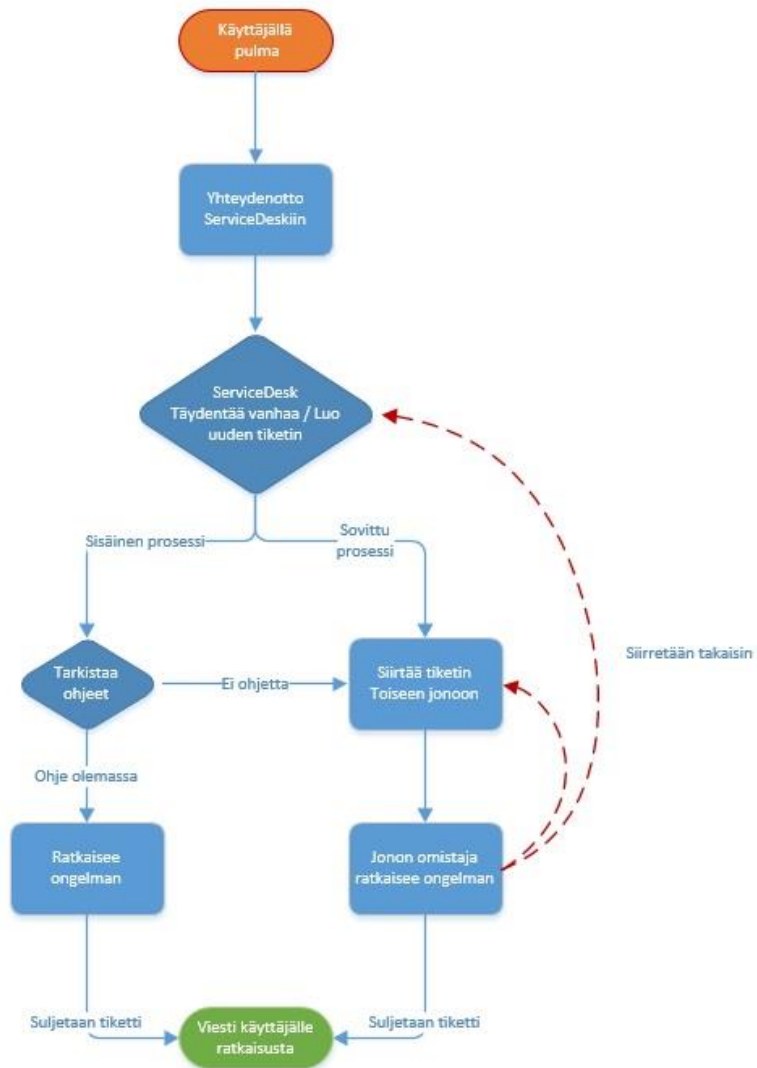 Käyttäjällä
pulma
Yhteydenotto
ServiceDeskiin
ServiceDesk
Täydentää vanhaa / Luo
uuden tiketin
Sisäinen prosessi
Sovittu
prosessi
Tarkistaa
ohjeet
Ei ohjetta
Siirtää tiketin
Toiseen jonoon
Siirretään takaisin
Ohje olemassa
Ratkaisee
ongelman
Jonon omistaja
ratkaisee ongelman
Suljetaan tiketti
Viesti käyttäjälle
ratkaisusta
Suljetaan tiketti